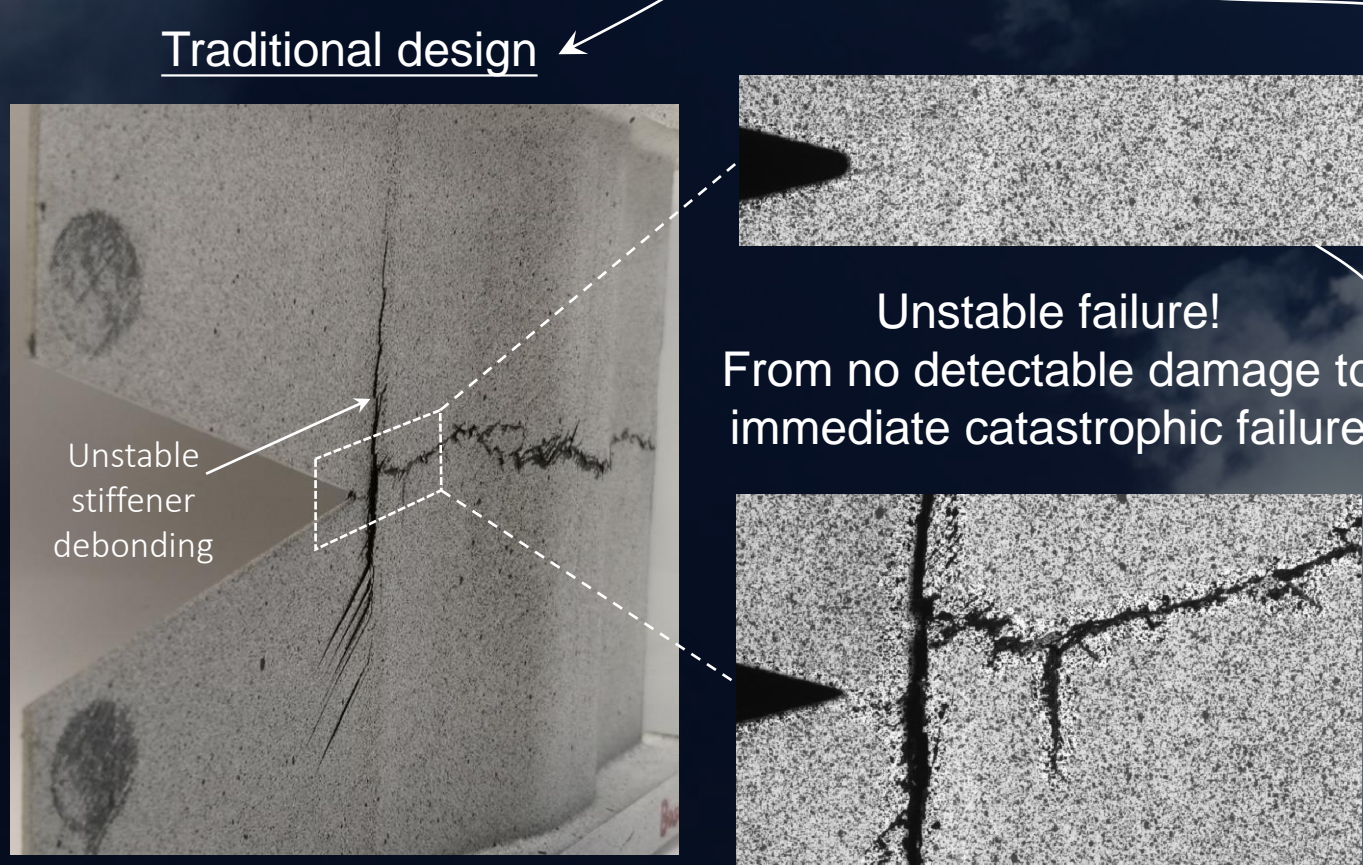 Traditional design
Unstable
stiffener
debonding
Unstable failure!
From no detectable damage to
immediate catastrophic failure